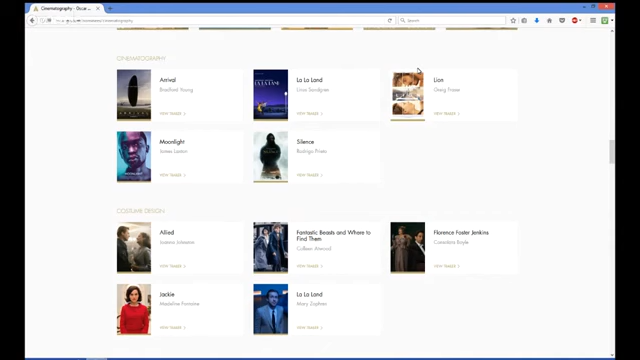 Cinematography - Oscar
Search
CINEMATOGRAPHY
Arrival
Bradford Young
VIEW TRAILER
La La Land
Linus Sandgren
VIEW TRAILER
Lion
Greig Fraser
VIEW TRAILER
Moonlight
James Laxton
VIEW TRAILER
Silence
Rodrigo Prieto
VIEW TRAILER
COSTUME DESIGN
Allied
Joanna Johnston
VIEW TRAILER
Fantastic Beasts and Where to
Find Them
Colleen Atwood
VIEW TRAILER
Florence Foster Jenkins
Consolata Boyle
VIEW TRAILER
Jackie
Madeline Fontaine
VIEW TRAILER
La La Land
Mary Zophres
VIEW TRAILER